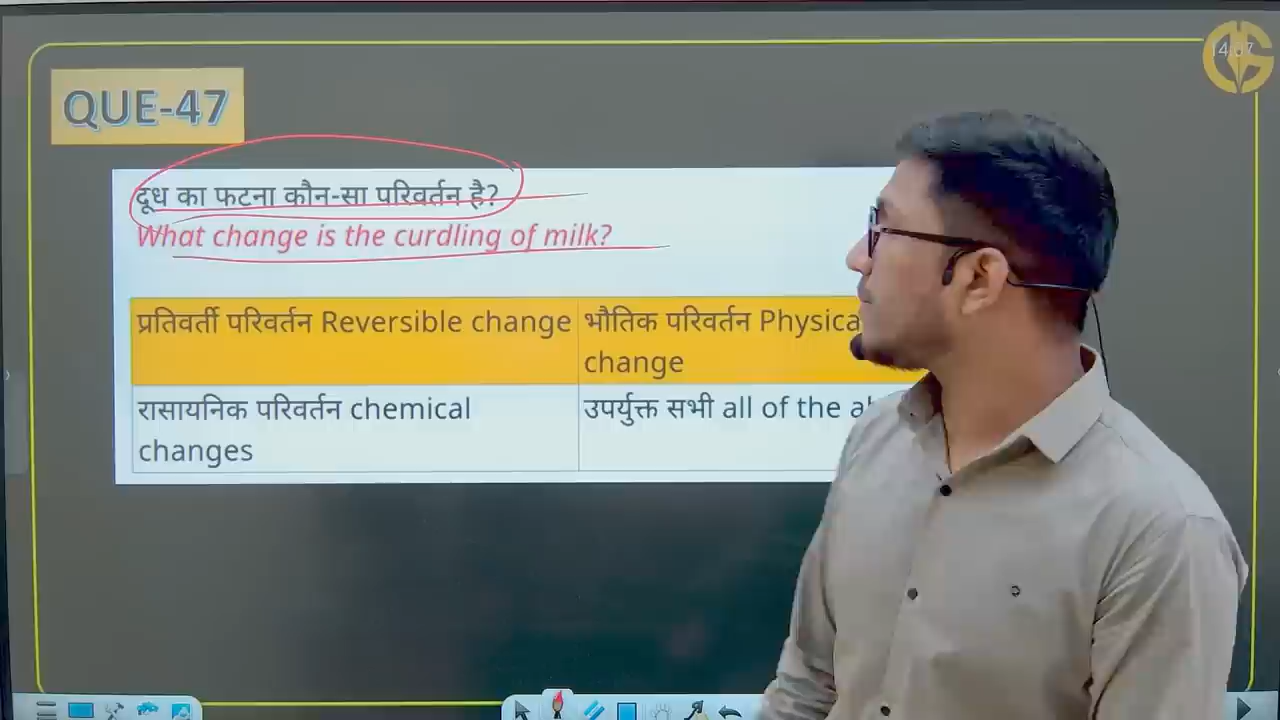 QUE-47
दूध का फटना कौन-सा परिवर्तन है?
What change is the curdling of milk?
प्रतिवर्ती परिवर्तन Reversible change
भौतिक परिवर्तन
change
रासायनिक परिवर्तन chemical
changes
उपर्युक्त सभी all of the